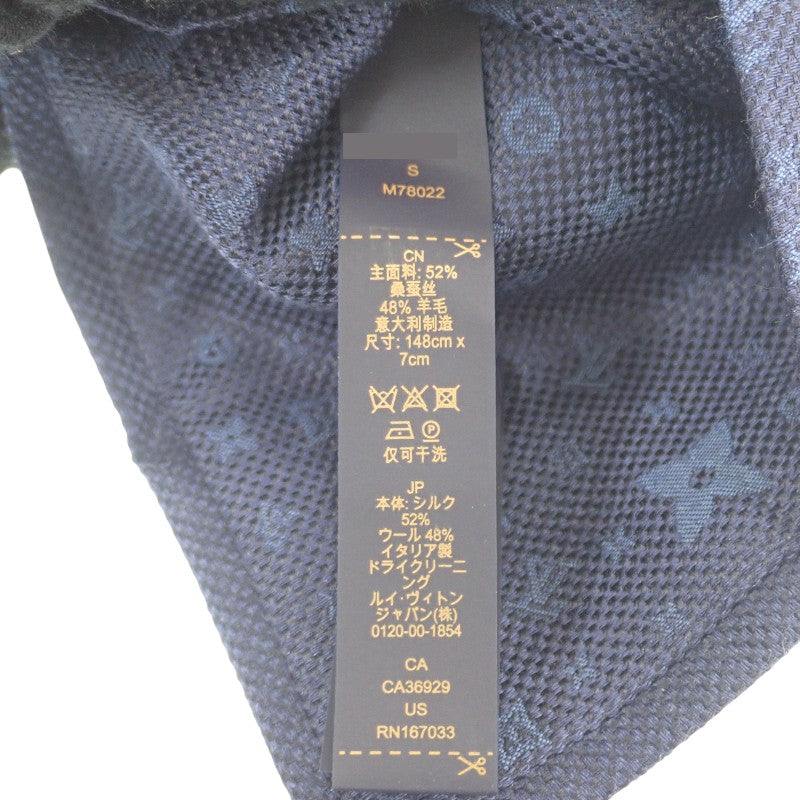 S
M78022
CN
主面料: 52%
桑蚕丝
48% 羊毛
意大利制造
尺寸: 148cm x
7cm
仅可干洗
JP
本体: シルク
52%
ウール 48%
イタリア製
ドライクリーニ
ング
ルイ・ヴィトン
ジャパン(株)
0120-00-1854
CA
CA36929
US
RN167033